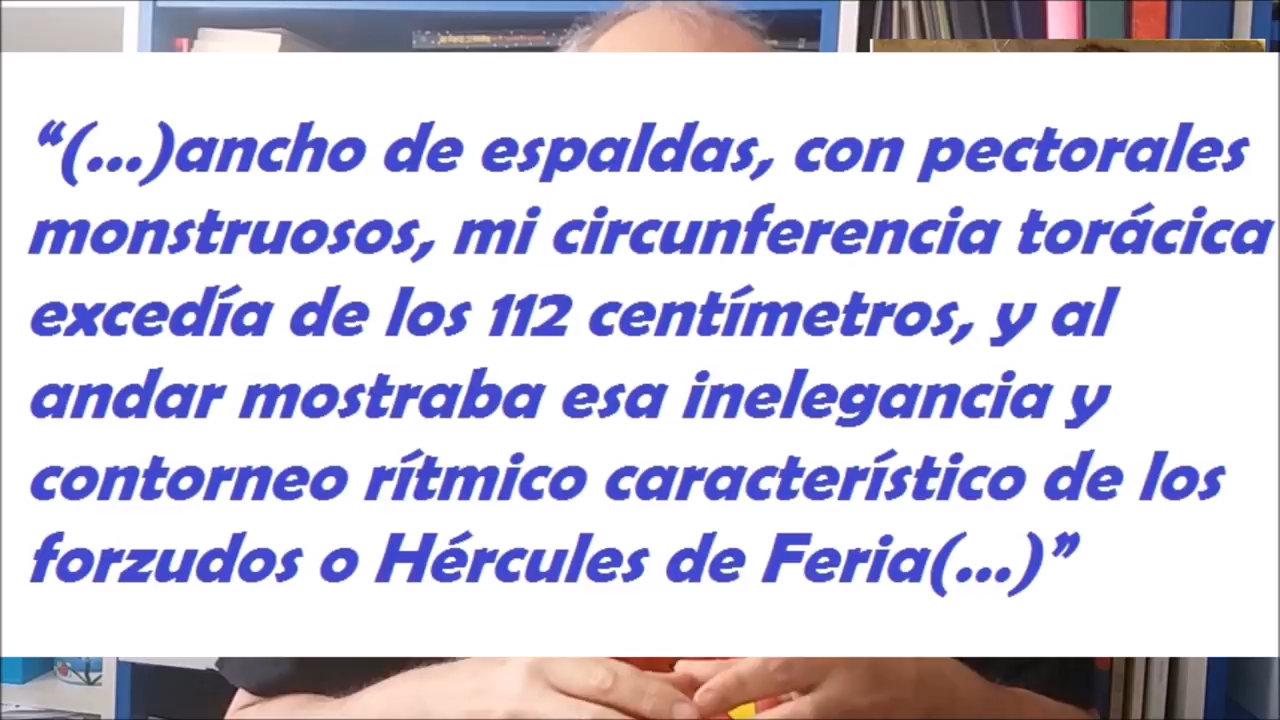 “(...)ancho de espaldas, con pectorales
monstruosos, mi circunferencia torácica
excedía de los 112 centímetros, y al
andar mostraba esa inelegancia y
contorneo rítmico característico de los
forzudos o Hércules de Feria(...)”